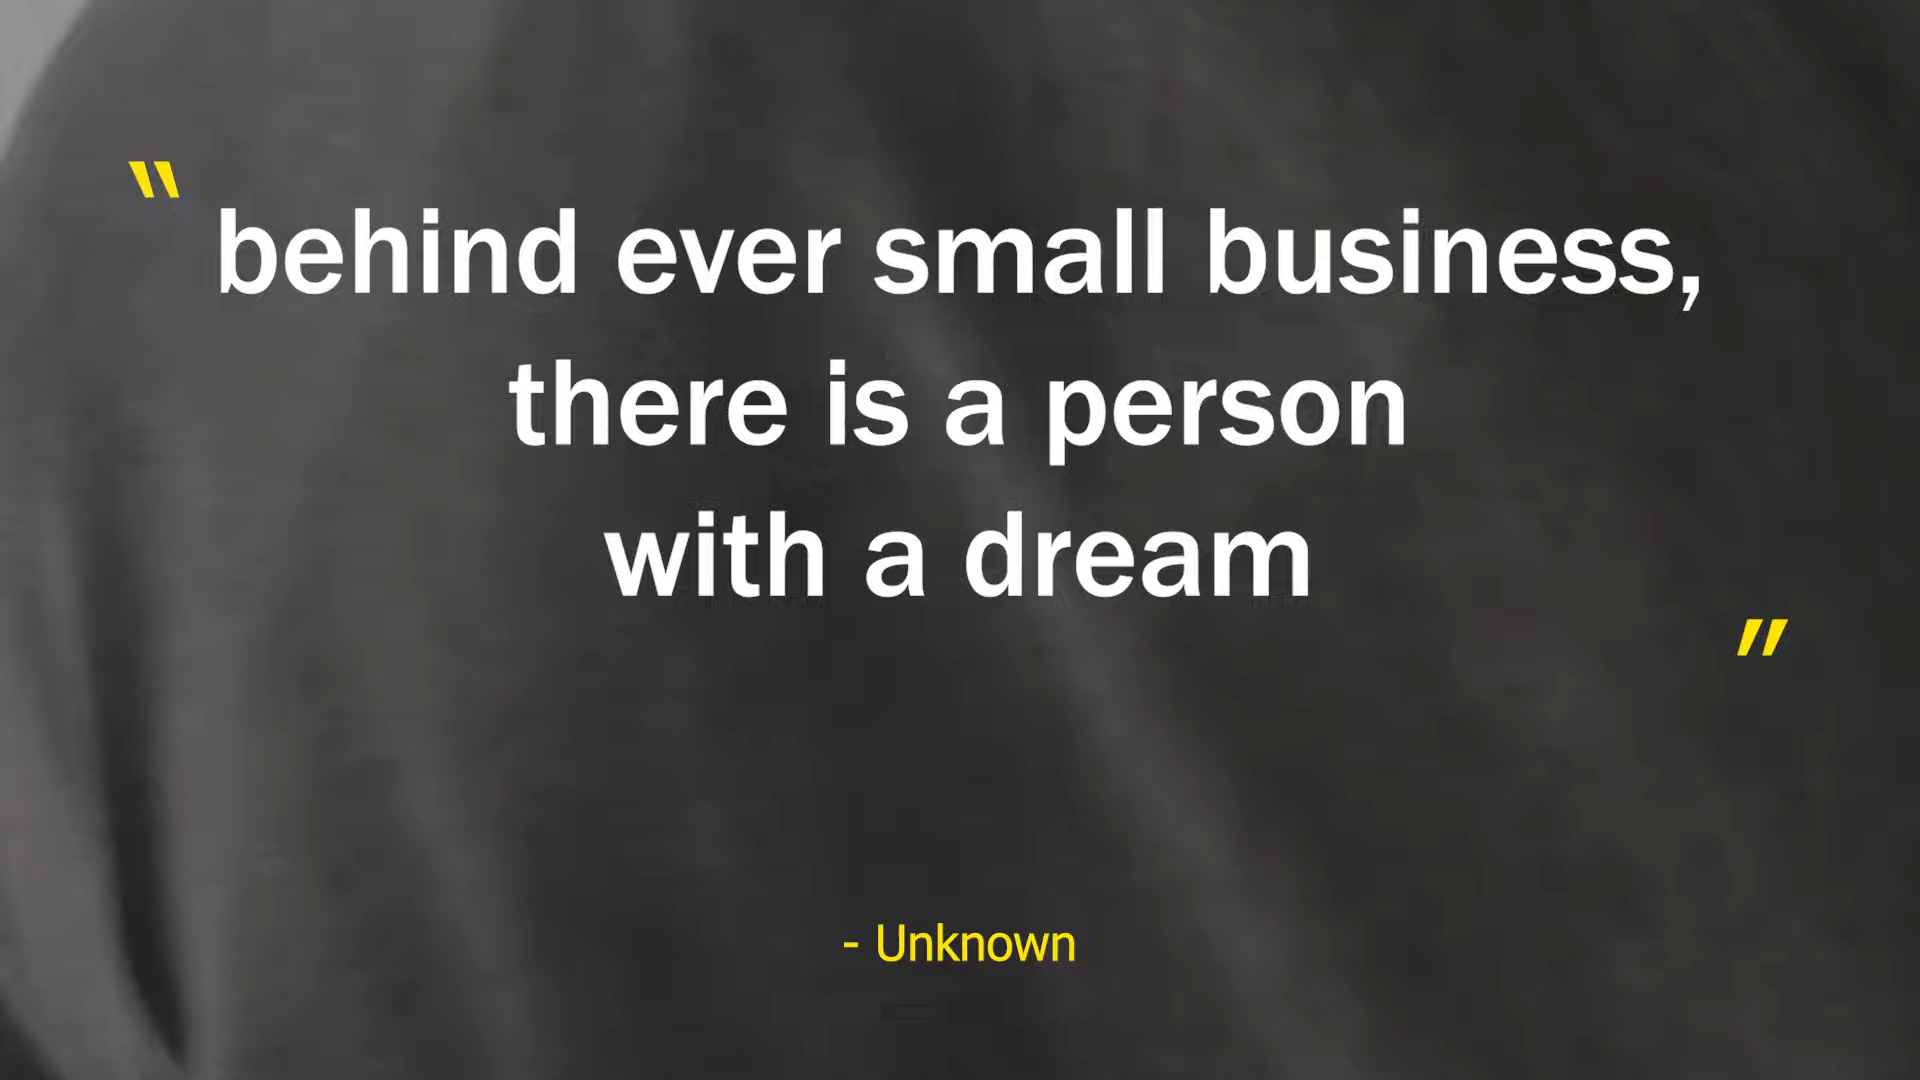 "behind ever small business,
there is a person
with a dream"
- Unknown